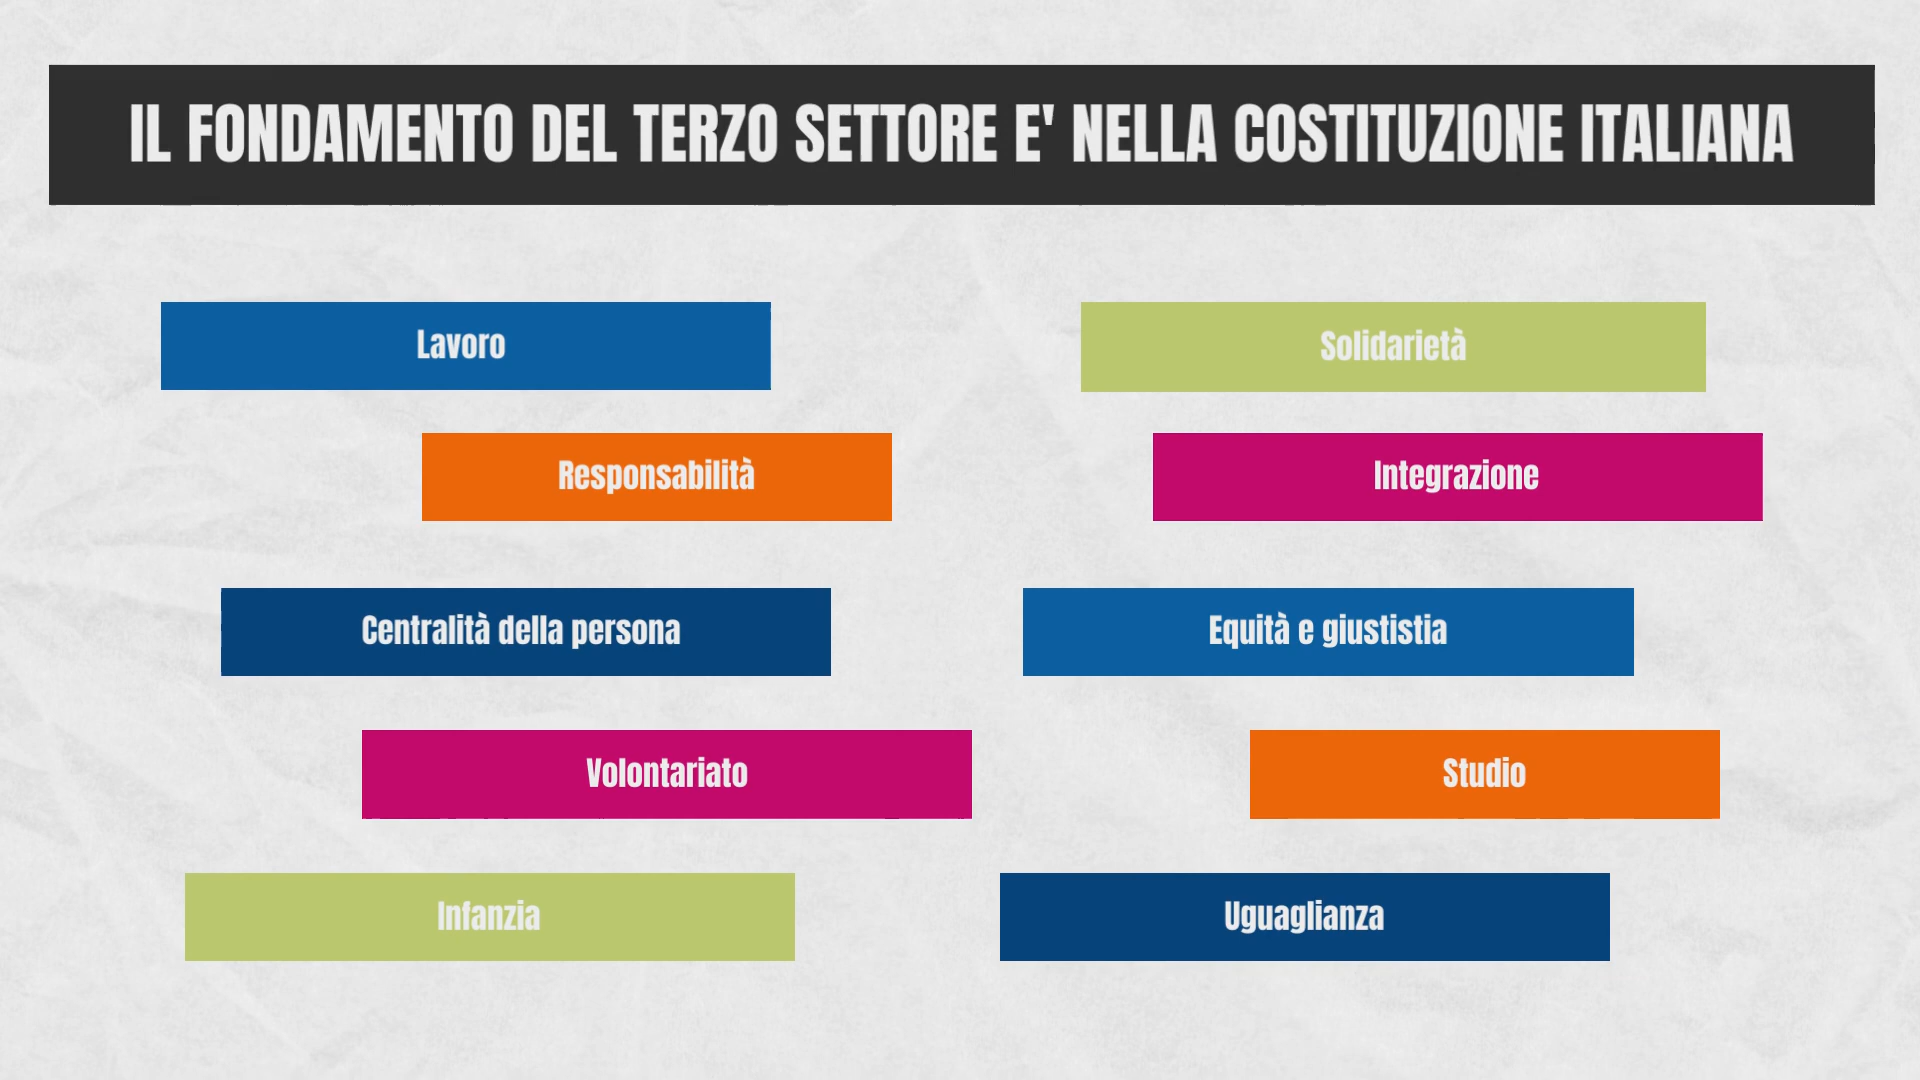 IL FONDAMENTO DEL TERZO SETTORE E' NELLA COSTITUZIONE ITALIANA
Lavoro
Solidarietà
Responsabilità
Integrazione
Centralità della persona
Equità e giustistia
Volontariato
Studio
Infanzia
Uguaglianza